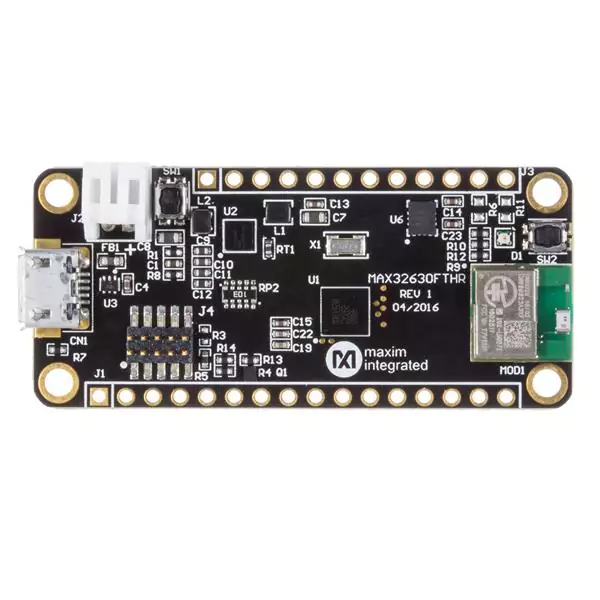 SW1
J3
L2
J2
C13
C7
C14
C23
R6
R11
U2
L1
U6
FB1
+
C8
C9
R1
C1
R8
C10
C11
C12
RT1
X1
R10
R12
R9
D1
SW2
U3
C4
RP2
E01
U1
MAX32630FTHR
REV 1
04/2016
J4
CN1
R7
R3
C15
C22
C19
maxim
integrated
R5
R14
R13
R4
Q1
J1
MOD1